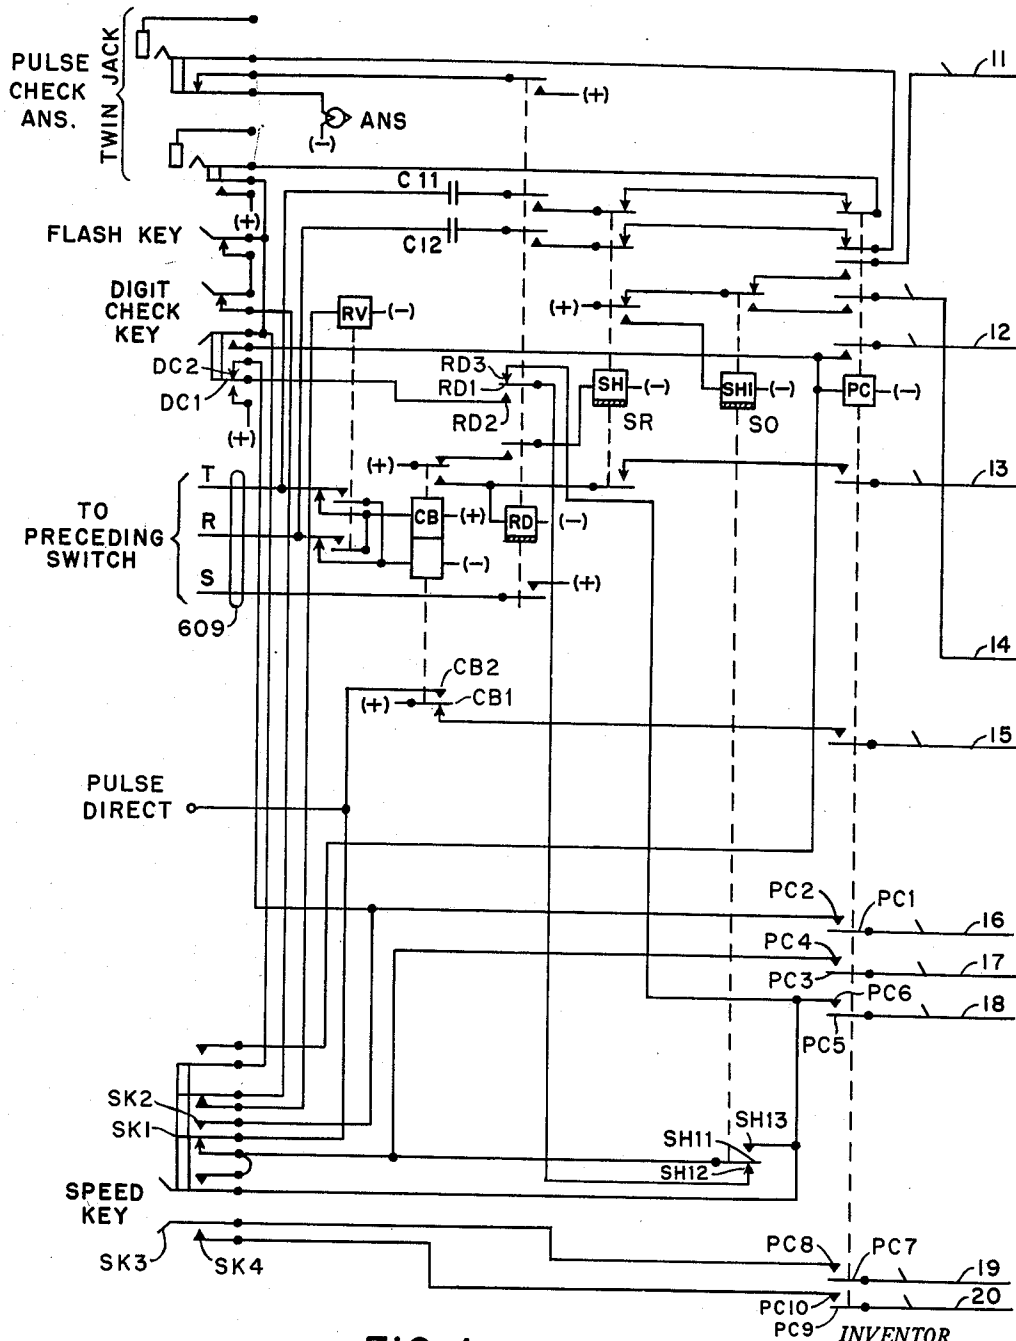 PULSE
CHECK
ANS.
TWIN JACK
11
(+)
ANS
(-)
C11
(+)
FLASH KEY
C12
DIGIT
CHECK
KEY
RV
(-)
(+)
12
DC2
RD3
DC1
RD1
SH
(-)
SH1
(-)
PC
(-)
RD2
SR
SO
(+)
(+)
13
T
TO
PRECEDING
SWITCH
R
CB
(+)
RD
(-)
(-)
S
(+)
609
14
CB2
(+)
CB1
15
PULSE
DIRECT
PC2
PC1
16
PC4
17
PC3
PC6
18
PC5
SK2
SH13
SK1
SH11
SH12
SPEED
KEY
SK3
SK4
PC8
PC7
19
PC10
20
PC9
INVENTOR